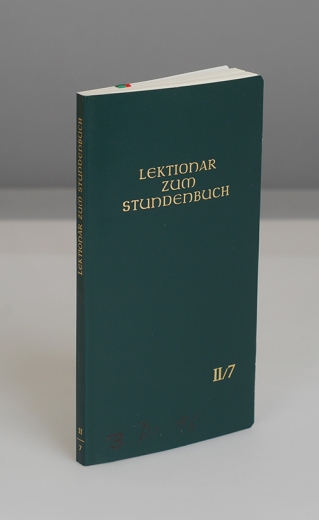 LEKTIONAR
ZUM
STUNDENBUCH
II/7
LEKTIONAR ZUM STUNDENBUCH
II
7